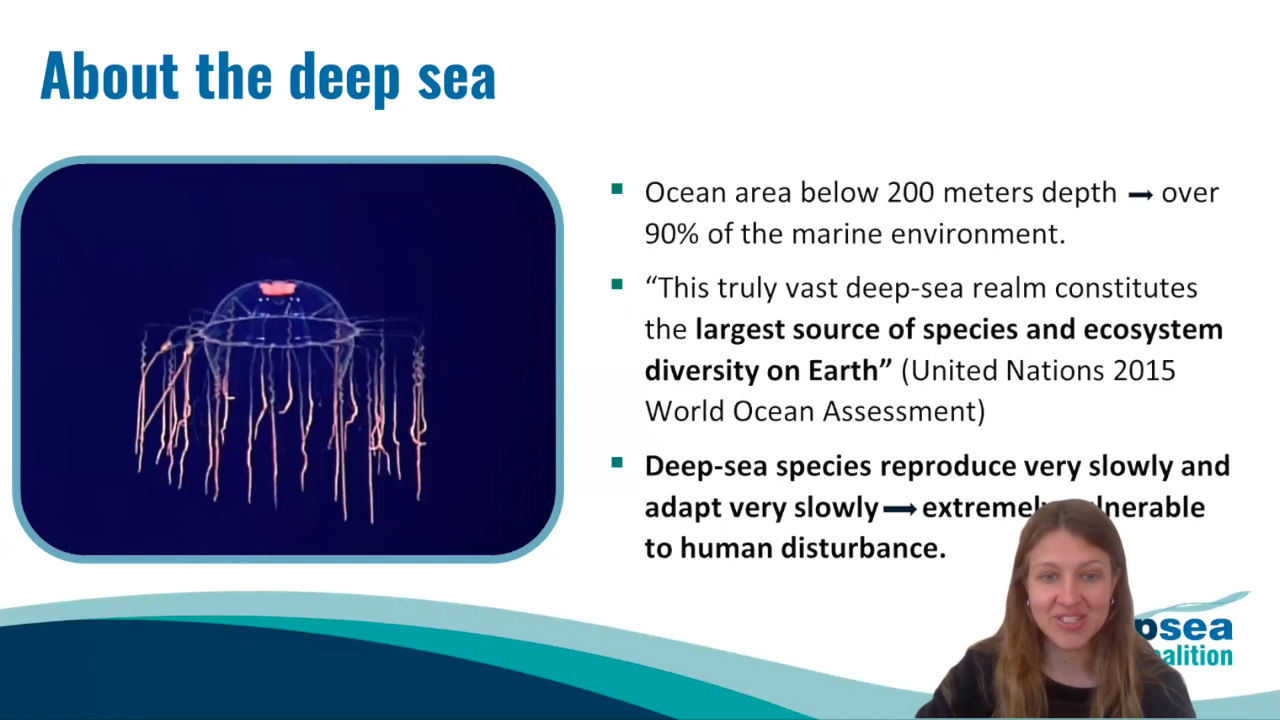 About the deep sea
Ocean area below 200 meters depth → over
90% of the marine environment.
“This truly vast deep-sea realm constitutes
the largest source of species and ecosystem
diversity on Earth” (United Nations 2015
World Ocean Assessment)
Deep-sea species reproduce very slowly and
adapt very slowly → extremely vulnerable
to human disturbance.